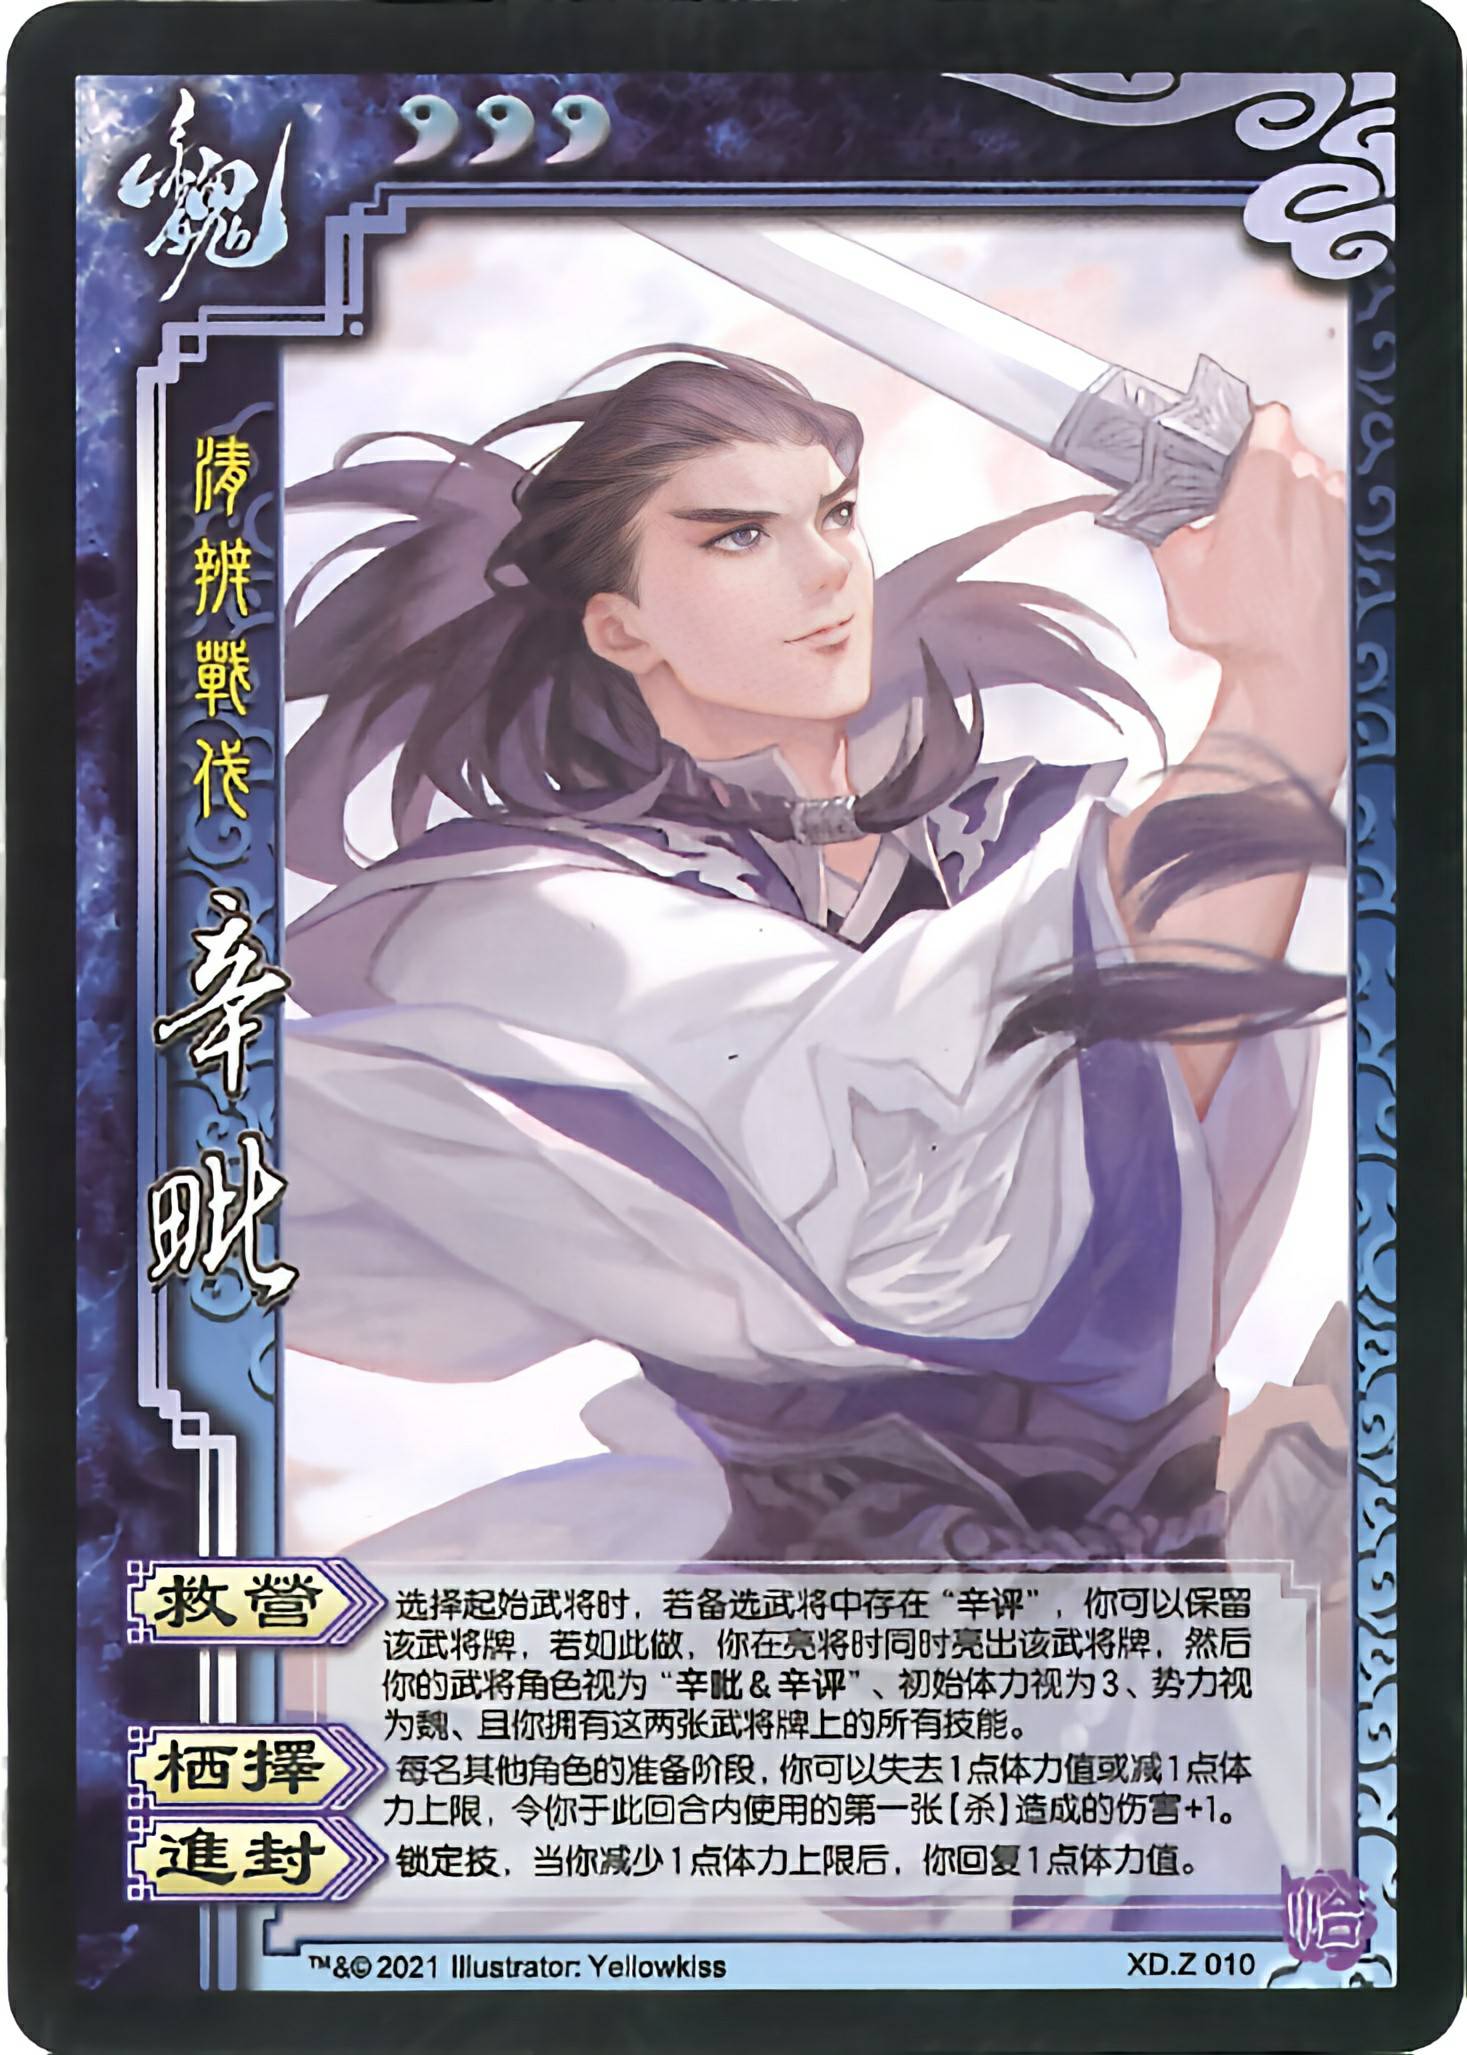 魏
清辨戰伐
辛毗
救營
选择起始武将时，若备选武将中存在“辛评”，你可以保留
该武将牌，若如此做，你在亮将时同时亮出该武将牌，然后
你的武将角色视为“辛毗＆辛评”、初始体力视为3、势力视
为魏、且你拥有这两张武将牌上的所有技能。
栖擇
每名其他角色的准备阶段，你可以失去1点体力值或减1点体
力上限，令你于此回合内使用的第一张【杀】造成的伤害+1。
進封
锁定技，当你减少1点体力上限后，你回复1点体力值。
™&© 2021 Illustrator: Yellowkiss
XD.Z 010